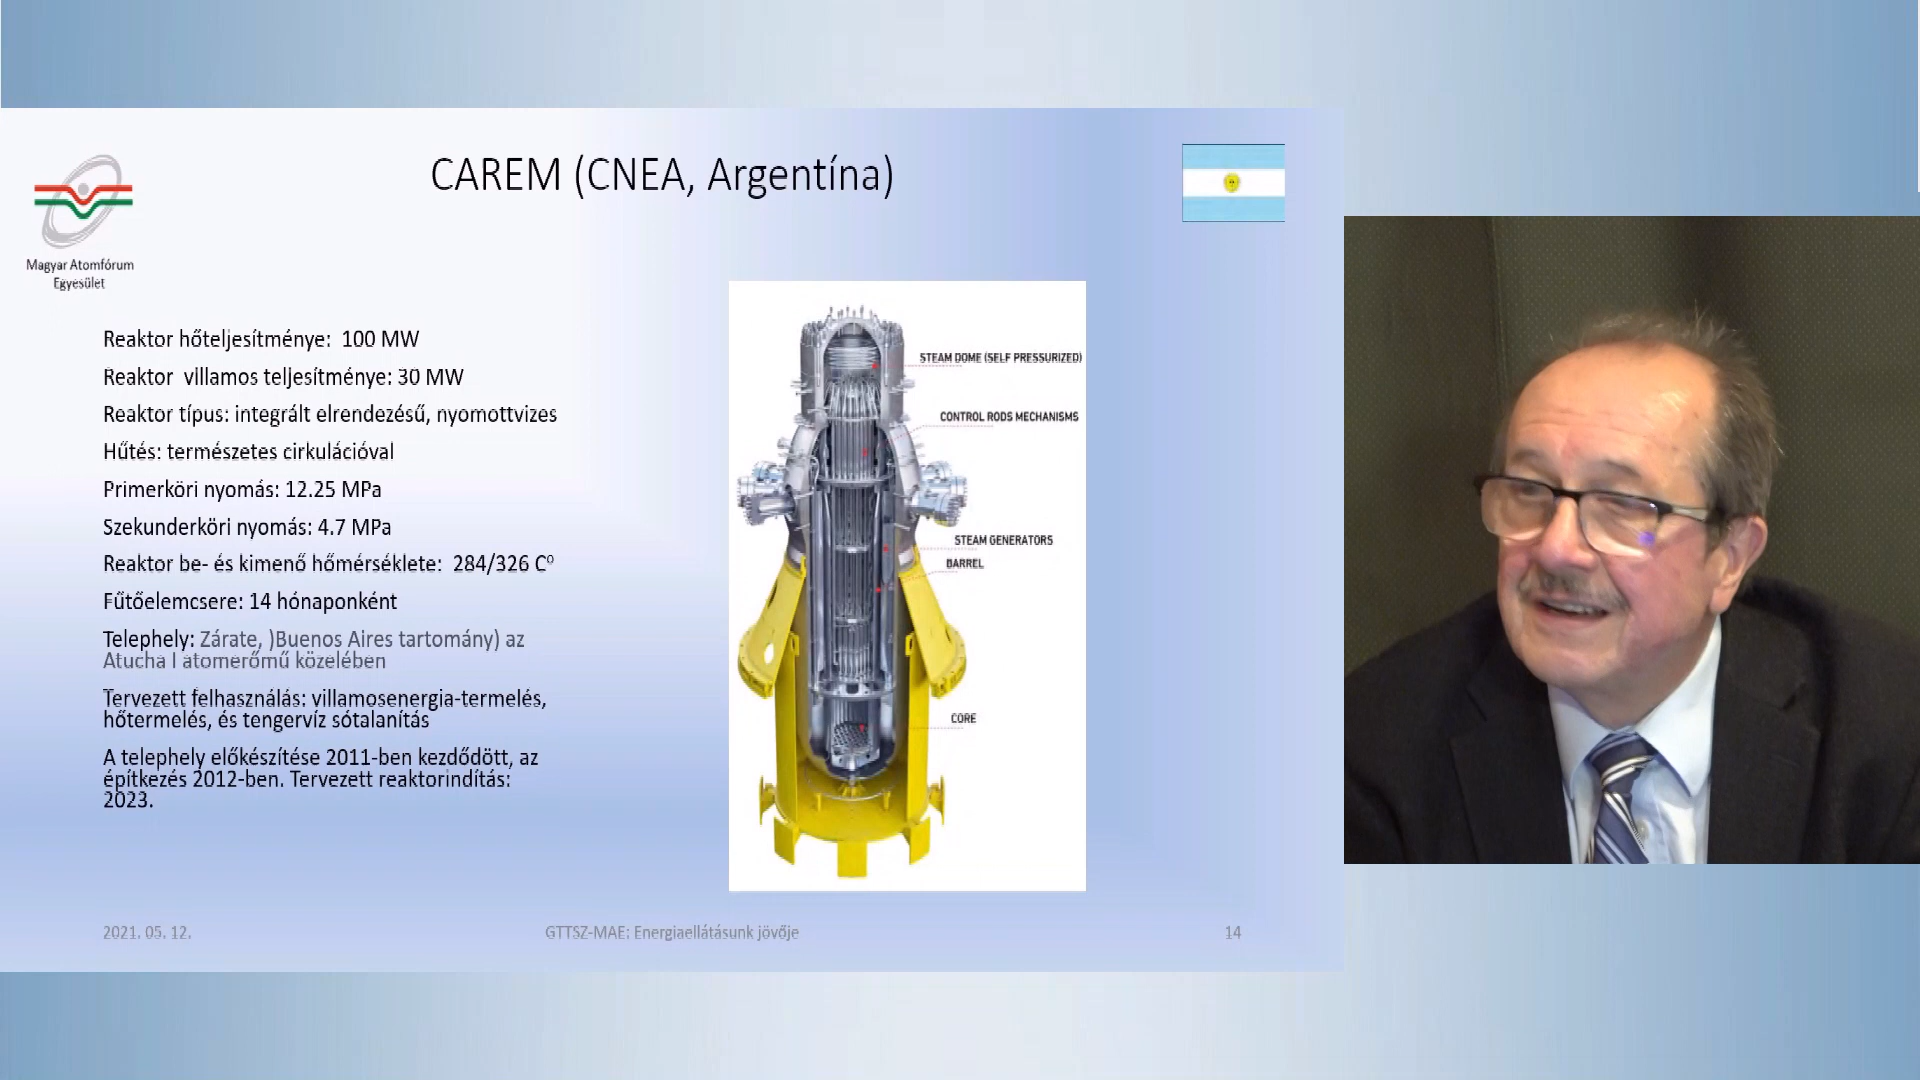 CAREM (CNEA, Argentína)
Magyar Atomfórum
Egyesület
Reaktor hőteljesítménye:  100 MW
Reaktor  villamos teljesítménye: 30 MW
Reaktor típus: integrált elrendezésű, nyomottvizes
Hűtés: természetes cirkulációval
Primerköri nyomás: 12.25 MPa
Szekunderköri nyomás: 4.7 MPa
Reaktor be- és kimenő hőmérséklete:  284/326 C⁰
Fűtőelemcsere: 14 hónaponként
Telephely: Zárate, )Buenos Aires tartomány) az
Atucha I atomerőmű közelében
Tervezett felhasználás: villamosenergia-termelés,
hőtermelés, és tengervíz sótalanítás
A telephely előkészítése 2011-ben kezdődött, az
építkezés 2012-ben. Tervezett reaktorindítás:
2023.
STEAM DOME (SELF PRESSURIZED)
CONTROL RODS MECHANISMS
STEAM GENERATORS
BARREL
CORE
2021. 05. 12.
GTTSZ-MAE: Energiaellátásunk jövője
14